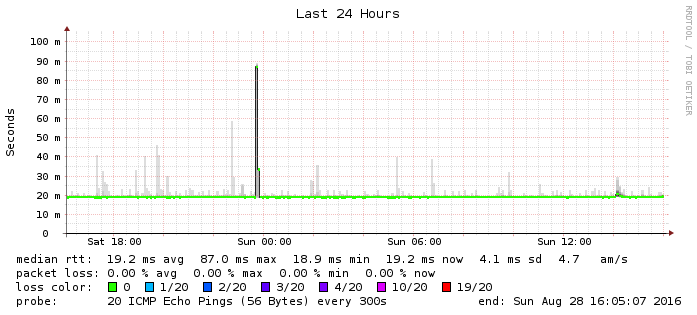 Last 24 Hours
RRDTOOL / TOBI OETIKER
Seconds
100 m
90 m
80 m
70 m
60 m
50 m
40 m
30 m
20 m
10 m
0
Sat 18:00 Sun 00:00 Sun 06:00 Sun 12:00
median rtt: 19.2 ms avg 87.0 ms max 18.9 ms min 19.2 ms now 4.1 ms sd 4.7 am/s
packet loss: 0.00 % avg 0.00 % max 0.00 % min 0.00 % now
loss color: 0 1/20 2/20 3/20 4/20 10/20 19/20
probe: 20 ICMP Echo Pings (56 Bytes) every 300s end: Sun Aug 28 16:05:07 2016